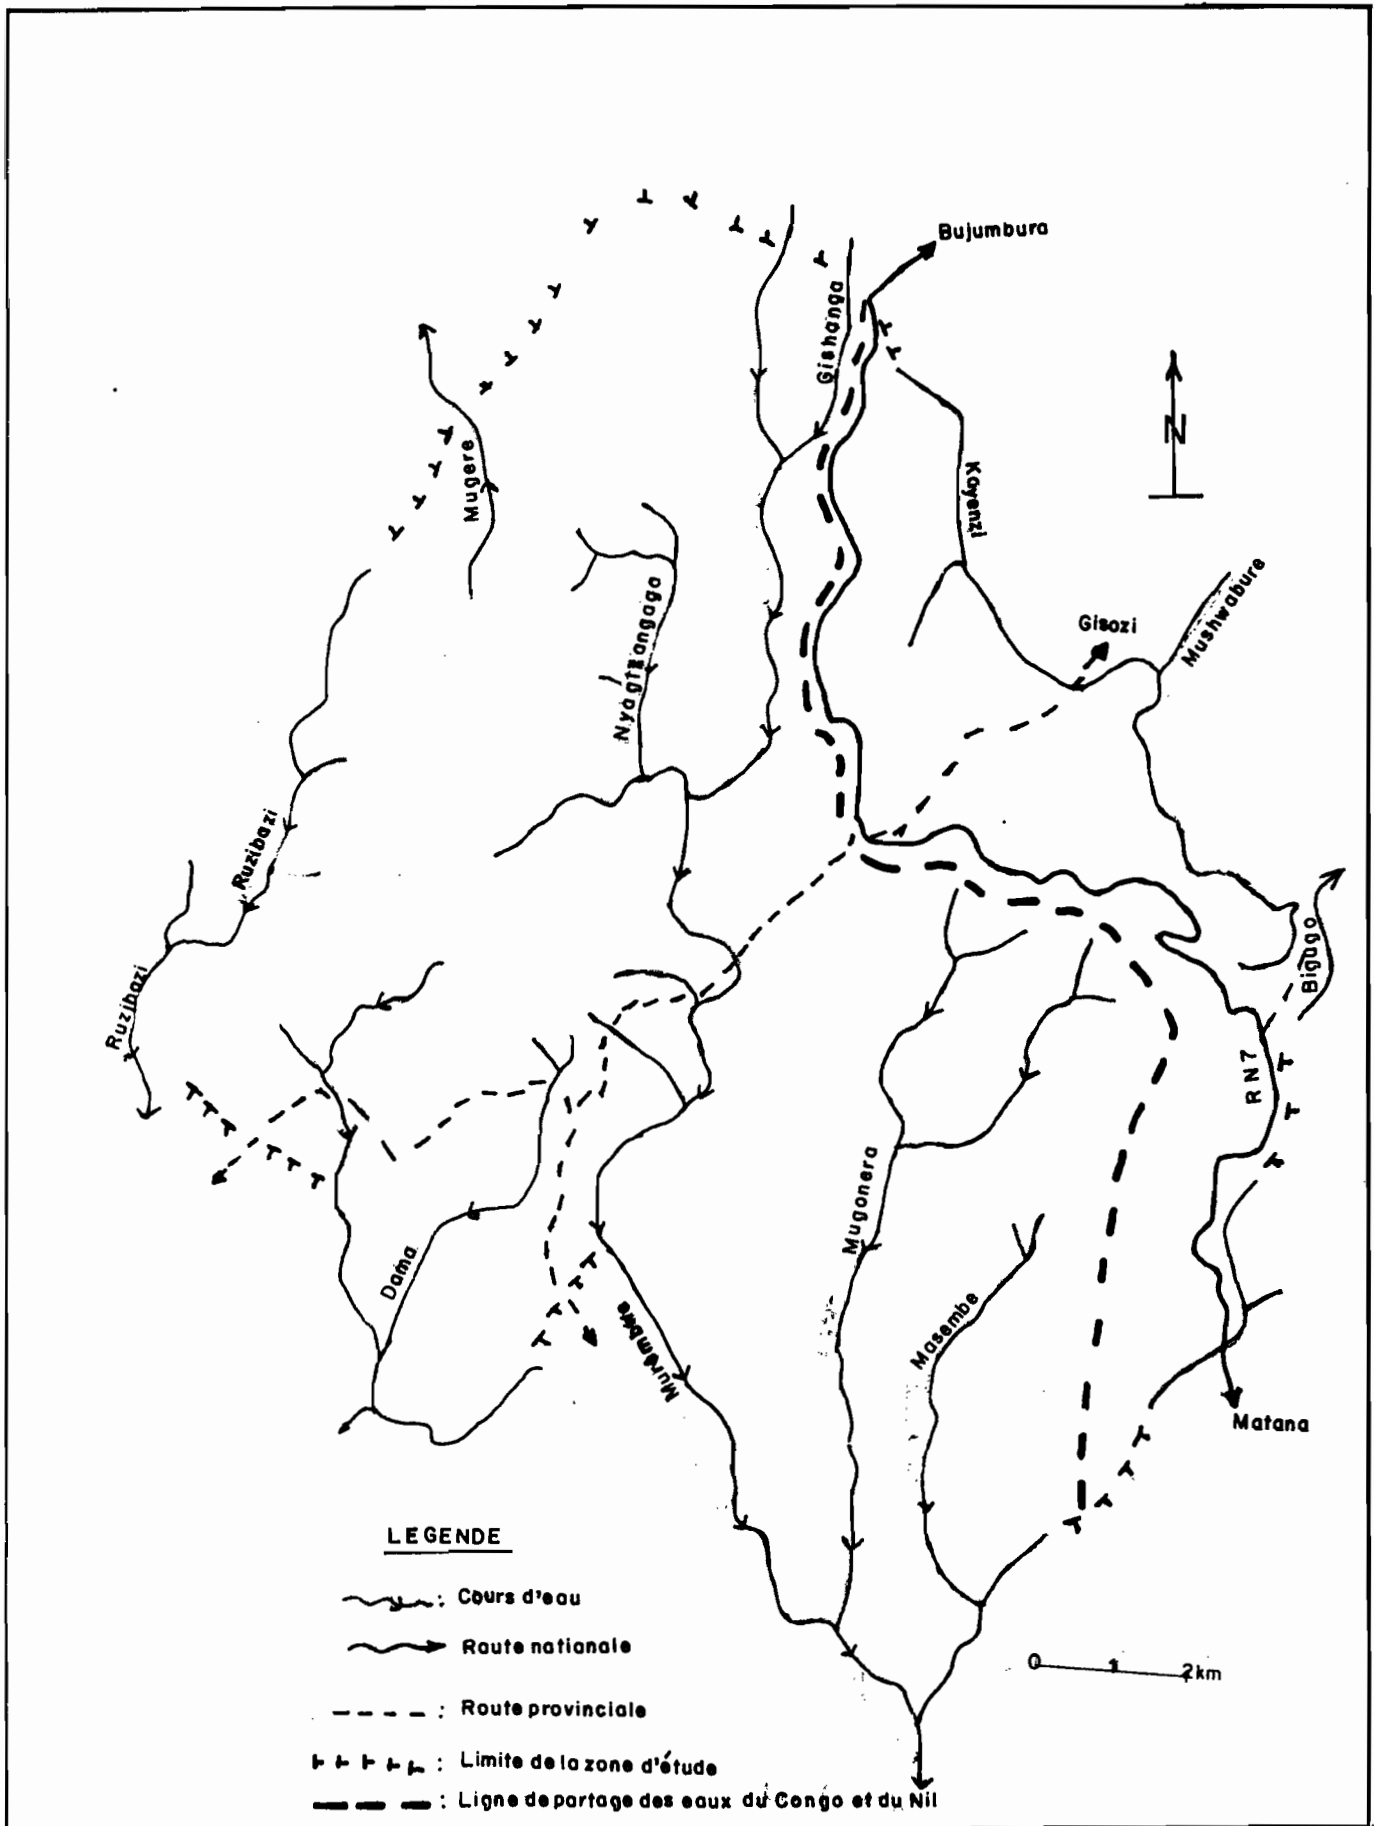 Bujumbura
Gishanga
N
Mugere
Kayenzi
Mushwabure
Gisozi
Ruzibazi
Bigugo
Ruzibazi
RN7
Mugonera
Dama
Masembe
Matana
LEGENDE
: Cours d'eau
: Route nationale
0 1 2km
: Route provinciale
: Limite de la zone d'étude
: Ligne de partage des eaux du Congo et du Nil